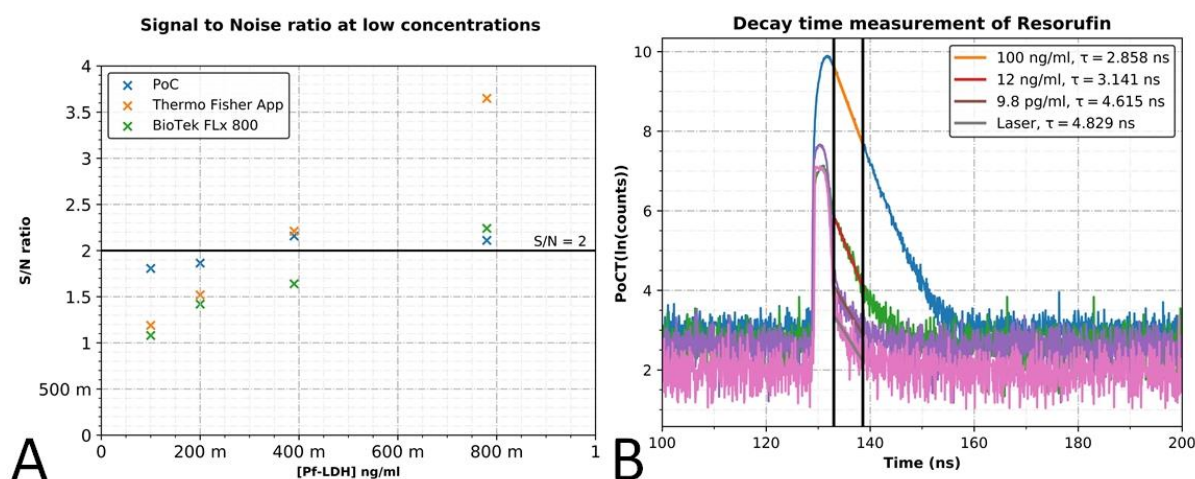 Signal to Noise ratio at low concentrations
4
3.5
3
2.5
2
1.5
1
500 m
0
S/N ratio
PoC
Thermo Fisher App
BioTek FLx 800
S/N = 2
0 200 m 400 m 600 m 800 m 1
[Pf-LDH] ng/ml
A
Decay time measurement of Resorufin
10
8
6
4
2
PoCT(ln(counts))
100 ng/ml, τ = 2.858 ns
12 ng/ml, τ = 3.141 ns
9.8 pg/ml, τ = 4.615 ns
Laser, τ = 4.829 ns
100 120 140 160 180 200
Time (ns)
B